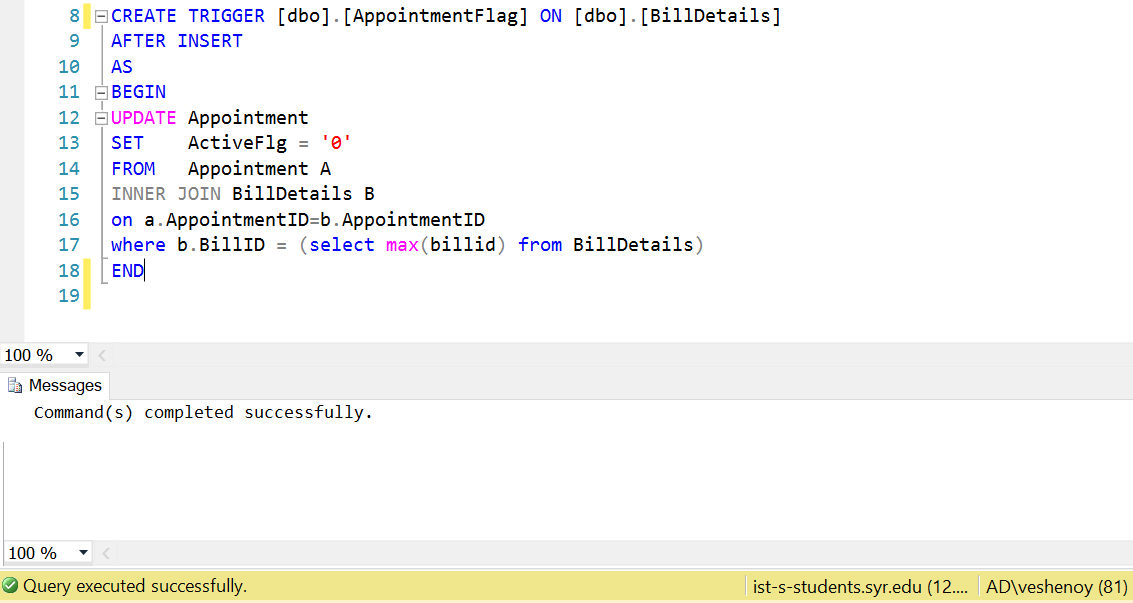 8 CREATE TRIGGER [dbo].[AppointmentFlag] ON [dbo].[BillDetails]
9 AFTER INSERT
10 AS
11 BEGIN
12 UPDATE Appointment
13 SET    ActiveFlg = '0'
14 FROM   Appointment A
15 INNER JOIN BillDetails B
16 on a.AppointmentID=b.AppointmentID
17 where b.BillID = (select max(billid) from BillDetails)
18 END
19
100 %
Messages
Command(s) completed successfully.
100 %
Query executed successfully. ist-s-students.syr.edu (12.... AD\veshenoy (81)